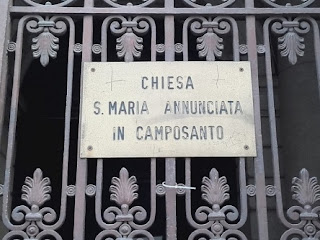 CHIESA
S. MARIA ANNUNCIATA
IN CAMPOSANTO